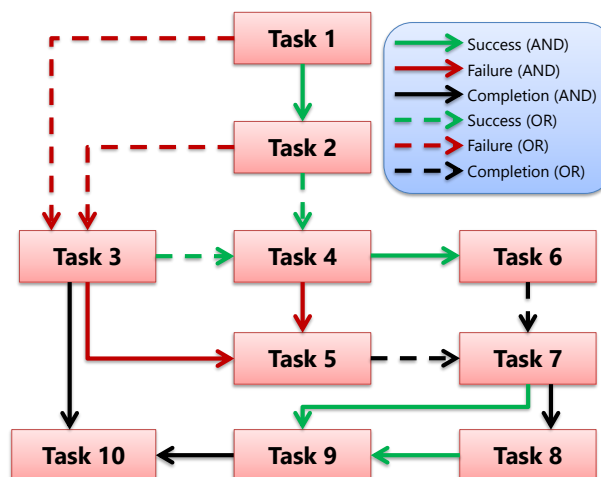 Task 1
Success (AND)
Failure (AND)
Completion (AND)
Success (OR)
Failure (OR)
Completion (OR)
Task 2
Task 3
Task 4
Task 6
Task 5
Task 7
Task 10
Task 9
Task 8